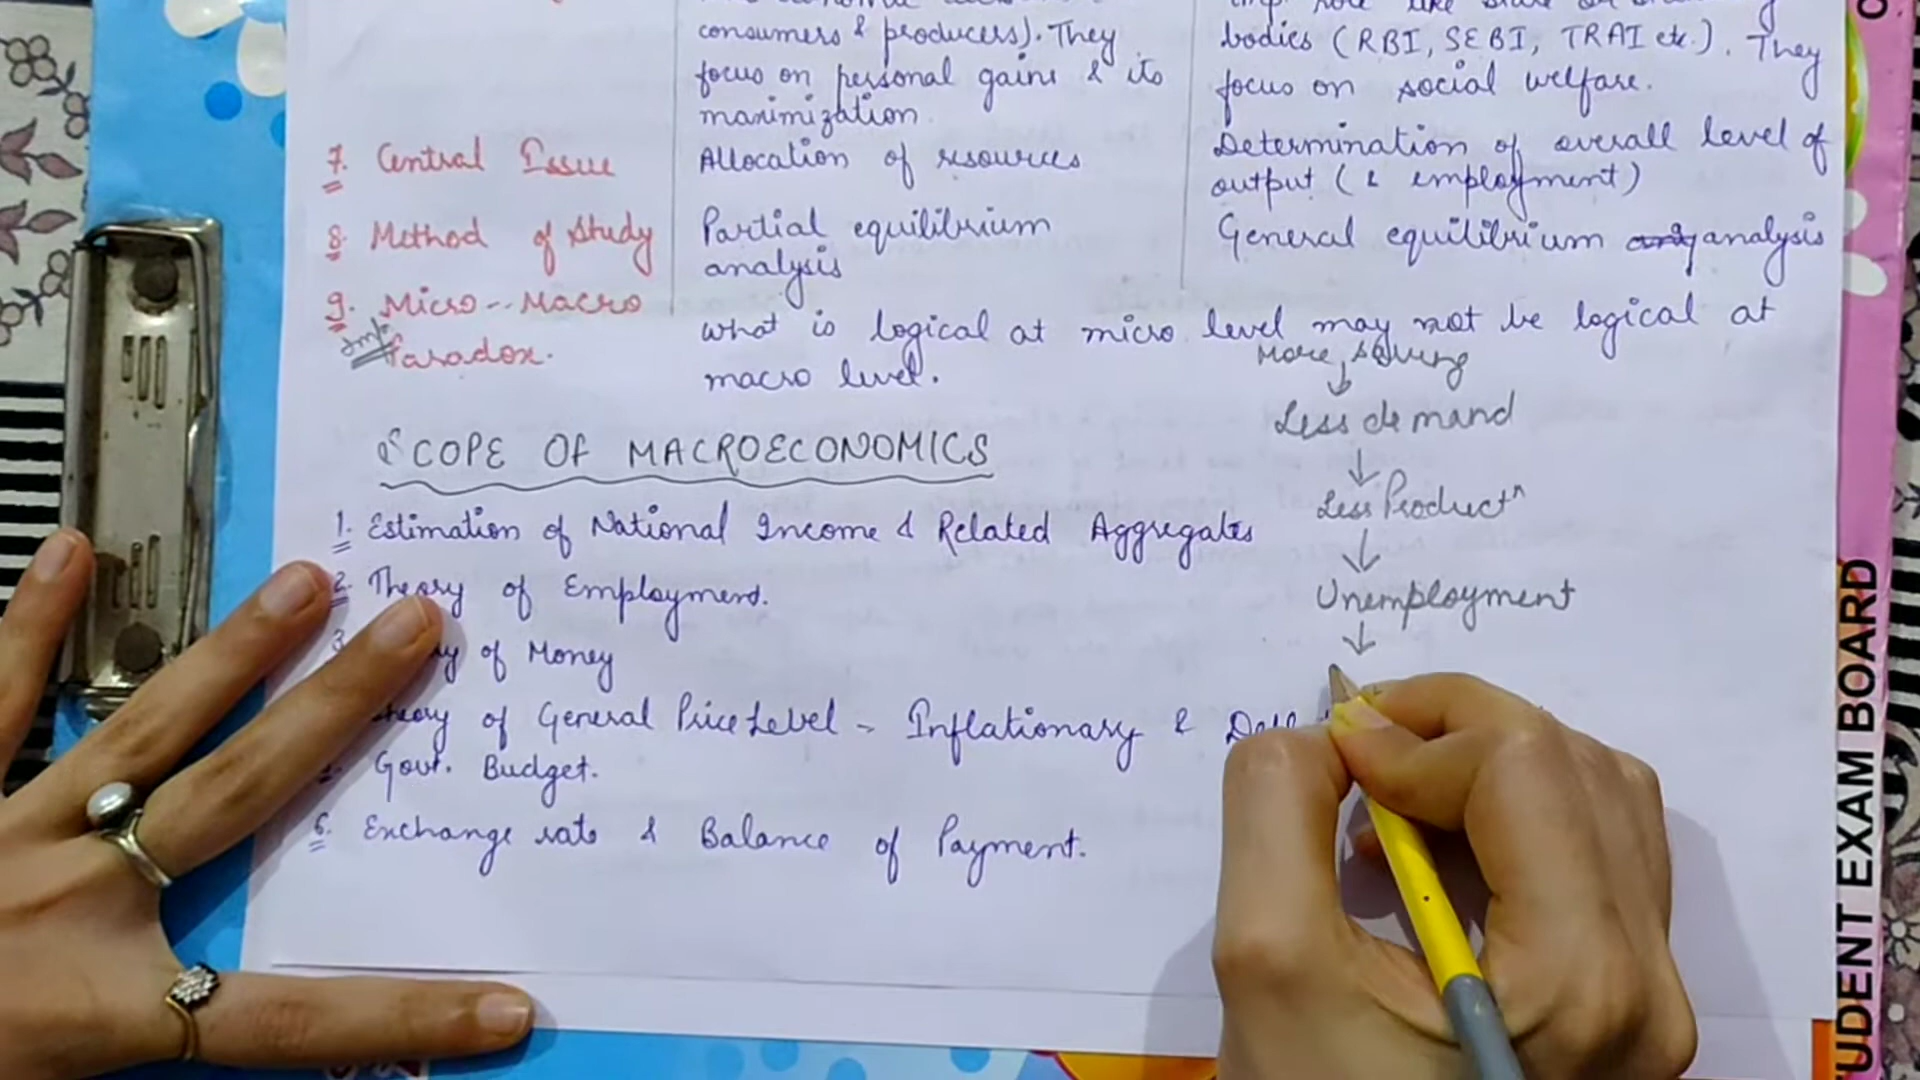 consumers & producers). They
focus on personal gains & its
maximization.
bodies (RBI, SEBI, TRAI etc.). They
focus on social welfare.
7. Central Issue
Allocation of resources
Determination of overall level of
output ( & employment)
8. Method of Study
Partial equilibrium
analysis
General equilibrium analysis
9. Micro-Macro
Paradox.
Imp
What is logical at micro level may not be logical at
macro level.
More saving
↓
Less demand
↓
Less Productⁿ
↓
Unemployment
↓
SCOPE OF MACROECONOMICS
1. Estimation of National Income & Related Aggregates
2. Theory of Employment.
3. of Money
of General Price Level - Inflationary &
Govt. Budget.
6. Exchange rate & Balance of Payment.
STUDENT EXAM BOARD